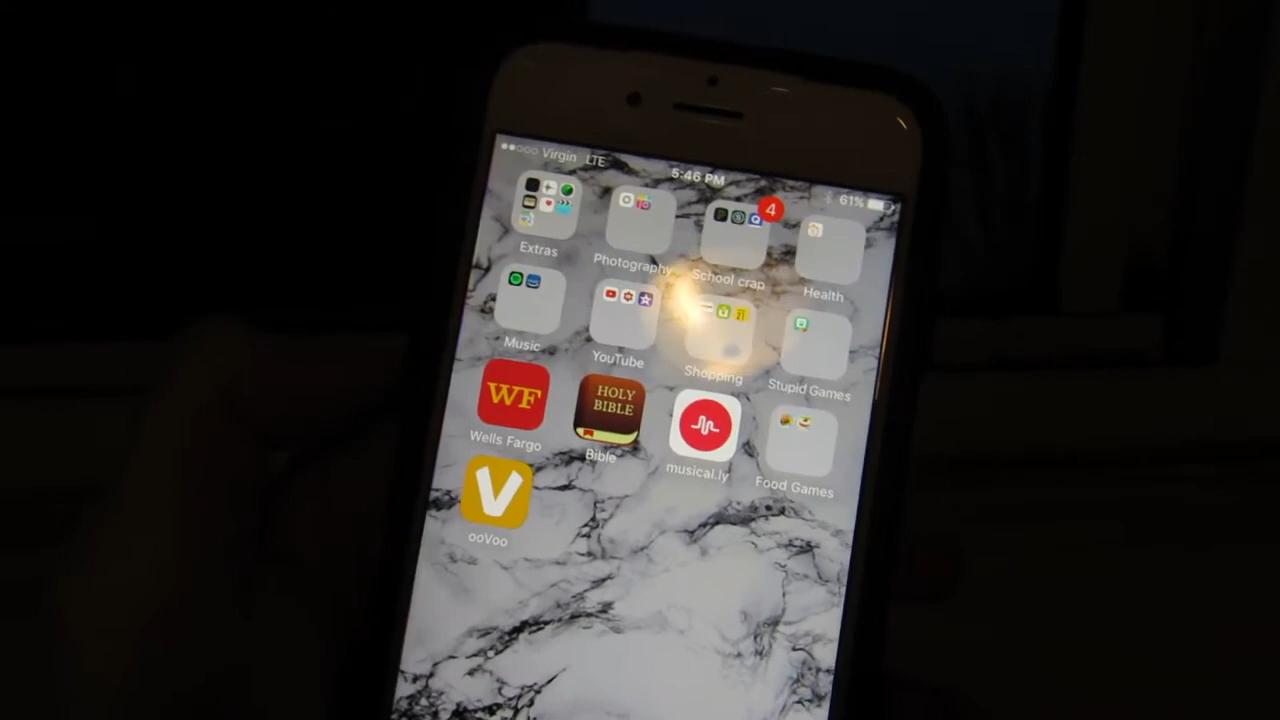 Virgin LTE
5:46 PM
61%
4
Extras
Photography
School crap
Health
Music
YouTube
Shopping
Stupid Games
WF
HOLY
BIBLE
Wells Fargo
Bible
musical.ly
Food Games
V
ooVoo